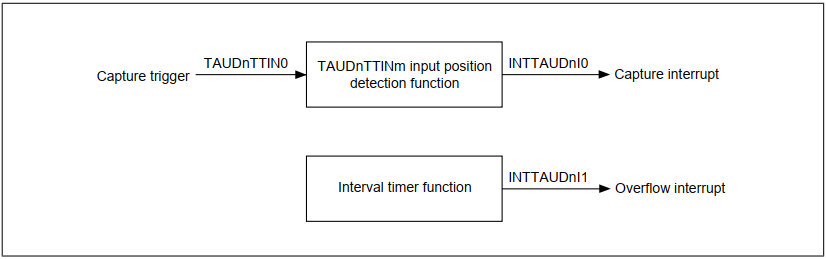 Capture trigger
TAUDnTTIN0
TAUDnTTINm input position
detection function
INTTAUDnI0
Capture interrupt
Interval timer function
INTTAUDnI1
Overflow interrupt